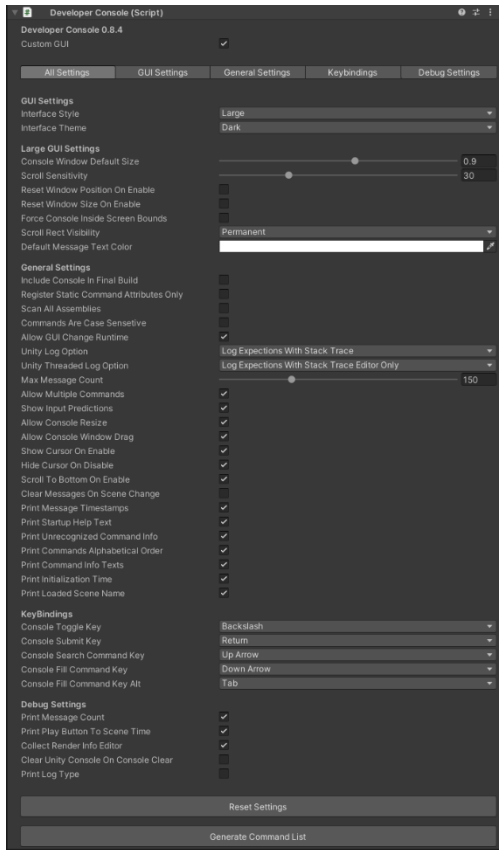 Developer Console (Script)
Developer Console 0.8.4
Custom GUI
All Settings GUI Settings General Settings Keybindings Debug Settings
GUI Settings
Interface Style Large
Interface Theme Dark
Large GUI Settings
Console Window Default Size 0.9
Scroll Sensitivity 30
Reset Window Position On Enable
Reset Window Size On Enable
Force Console Inside Screen Bounds
Scroll Rect Visibility Permanent
Default Message Text Color
General Settings
Include Console In Final Build
Register Static Command Attributes Only
Scan All Assemblies
Commands Are Case Sensetive
Allow GUI Change Runtime
Unity Log Option Log Expections With Stack Trace
Unity Threaded Log Option Log Expections With Stack Trace Editor Only
Max Message Count 150
Allow Multiple Commands
Show Input Predictions
Allow Console Resize
Allow Console Window Drag
Show Cursor On Enable
Hide Cursor On Disable
Scroll To Bottom On Enable
Clear Messages On Scene Change
Print Message Timestamps
Print Startup Help Text
Print Unrecognized Command Info
Print Commands Alphabetical Order
Print Command Info Texts
Print Initialization Time
Print Loaded Scene Name
KeyBindings
Console Toggle Key Backslash
Console Submit Key Return
Console Search Command Key Up Arrow
Console Fill Command Key Down Arrow
Console Fill Command Key Alt Tab
Debug Settings
Print Message Count
Print Play Button To Scene Time
Collect Render Info Editor
Clear Unity Console On Console Clear
Print Log Type
Reset Settings
Generate Command List